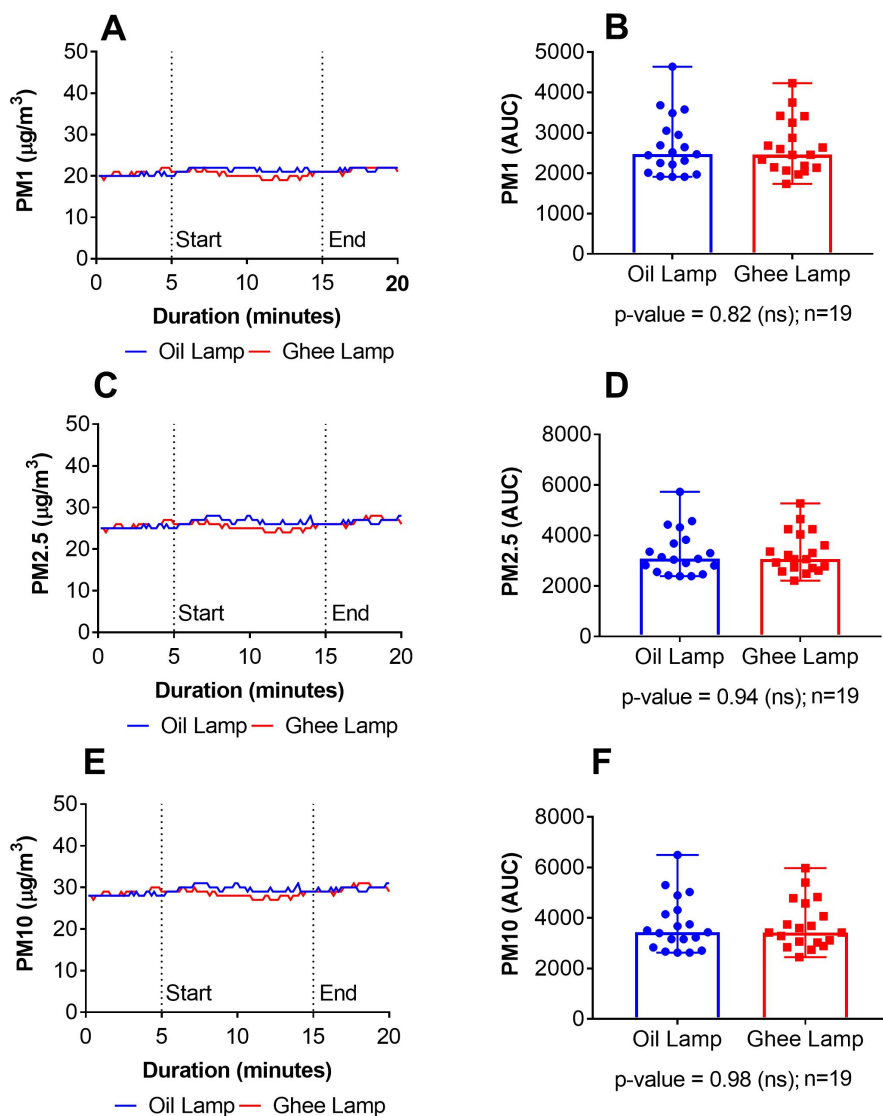 A
PM1 (µg/m3)
50
40
30
20
10
0
Start
End
0 5 10 15 20
Duration (minutes)
Oil Lamp Ghee Lamp
B
PM1 (AUC)
5000
4000
3000
2000
1000
0
Oil Lamp Ghee Lamp
p-value = 0.82 (ns); n=19
C
PM2.5 (µg/m3)
50
40
30
20
10
0
Start
End
0 5 10 15 20
Duration (minutes)
Oil Lamp Ghee Lamp
D
PM2.5 (AUC)
8000
6000
4000
2000
0
Oil Lamp Ghee Lamp
p-value = 0.94 (ns); n=19
E
PM10 (µg/m3)
50
40
30
20
10
0
Start
End
0 5 10 15 20
Duration (minutes)
Oil Lamp Ghee Lamp
F
PM10 (AUC)
8000
6000
4000
2000
0
Oil Lamp Ghee Lamp
p-value = 0.98 (ns); n=19